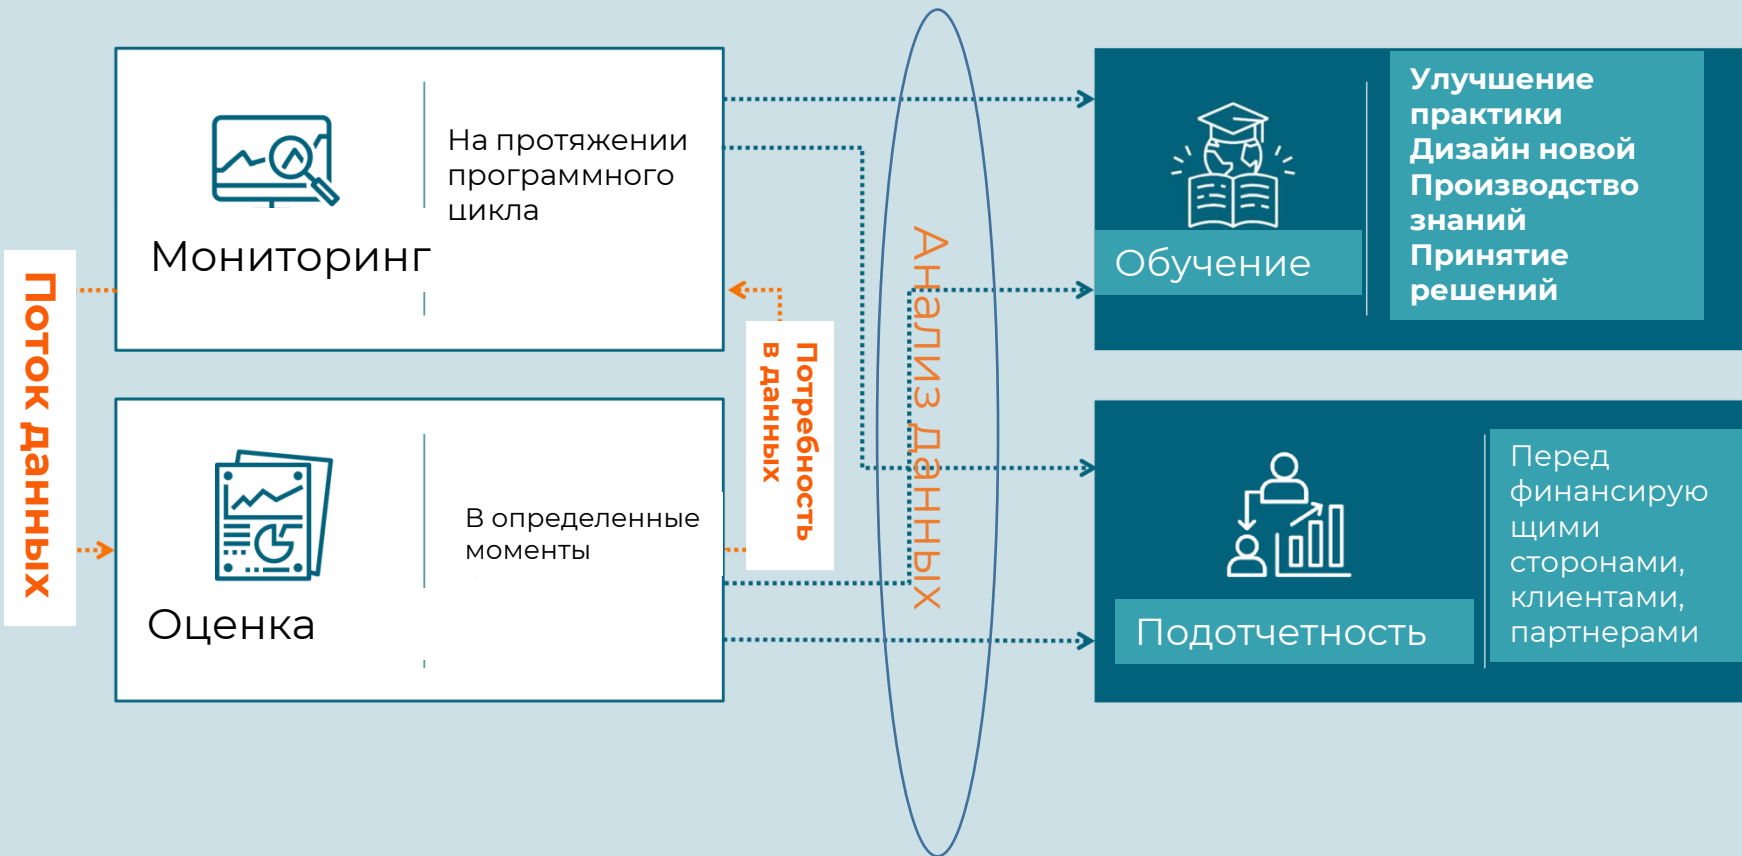 На протяжении
программного
цикла
Мониторинг
Поток данных
В определенные
моменты
Оценка
Потребность
в данных
Анализ данных
Обучение
Улучшение
практики
Дизайн новой
Производство
знаний
Принятие
решений
Подотчетность
Перед
финансирую
щими
сторонами,
клиентами,
партнерами